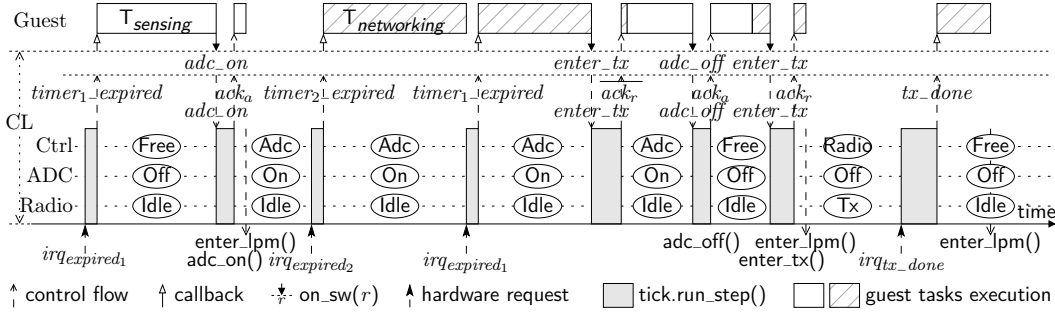 Guest T_sensing T_networking
adc_on enter_tx adc_off enter_tx
timer1_expired ack_a timer2_expired timer1_expired ack_r ack_a ack_r tx_done
adc_on enter_tx adc_off enter_tx
CL
Ctrl Free Adc Adc Adc Adc Free Radio Free
ADC Off On On On On Off Off Off
Radio Idle Idle Idle Idle Idle Idle Tx Idle
time
enter_lpm() adc_off() enter_lpm() enter_lpm()
irq_expired1 adc_on() irq_expired2 irq_expired1 enter_tx() irq_tx_done
control flow callback r on_sw(r) hardware request tick.run_step() guest tasks execution